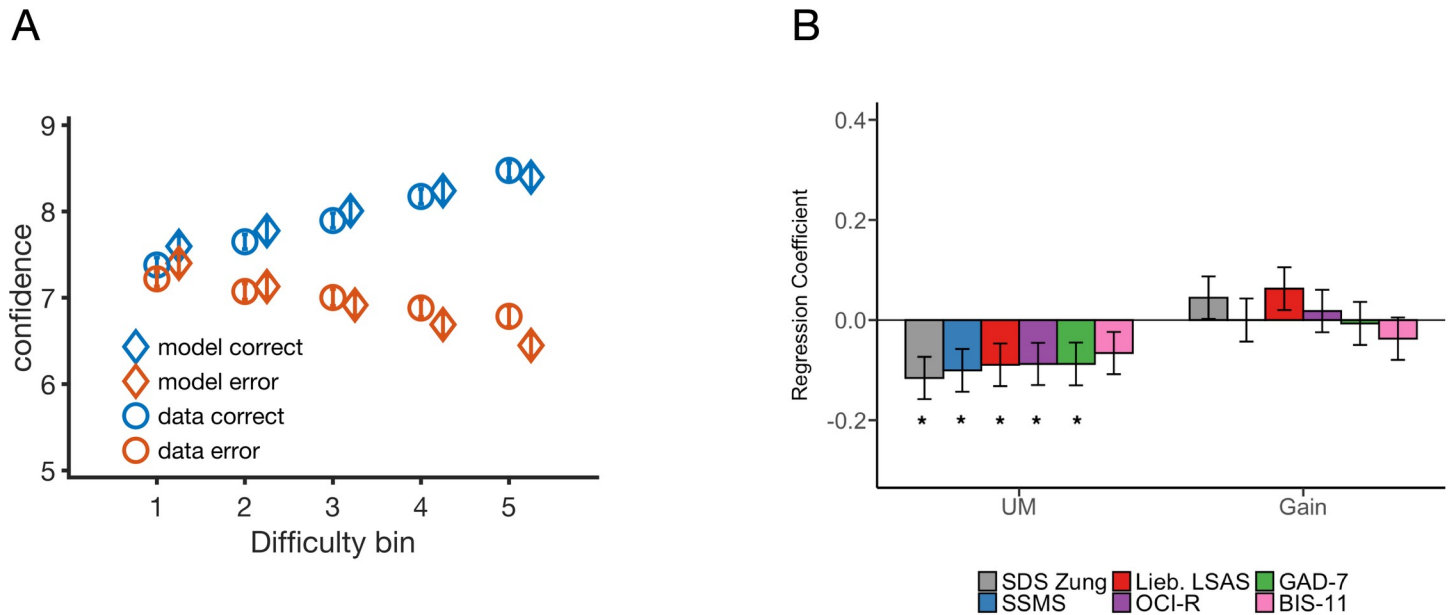 A
9
8
7
6
5
confidence
model correct
model error
data correct
data error
1 2 3 4 5
Difficulty bin
B
0.4
0.2
0.0
-0.2
Regression Coefficient
* * * * *
UM Gain
SDS Zung Lieb. LSAS GAD-7
SSMS OCI-R BIS-11